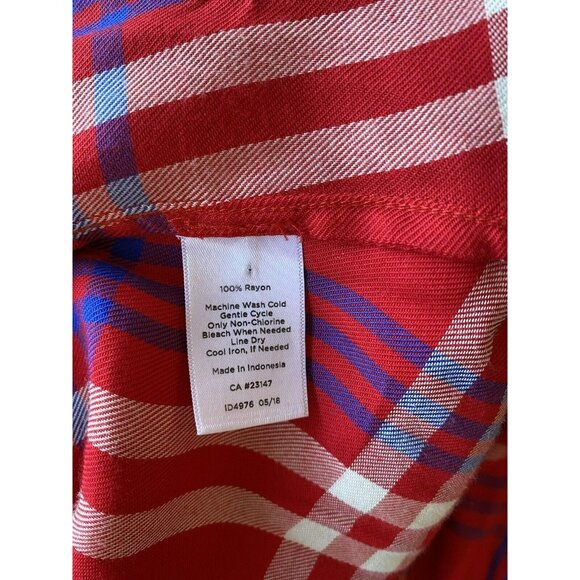 100% Rayon
Machine Wash Cold
Gentle Cycle
Only Non-Chlorine
Bleach When Needed
Line Dry
Cool Iron, If Needed
Made In Indonesia
CA #23147
ID4976 05/18